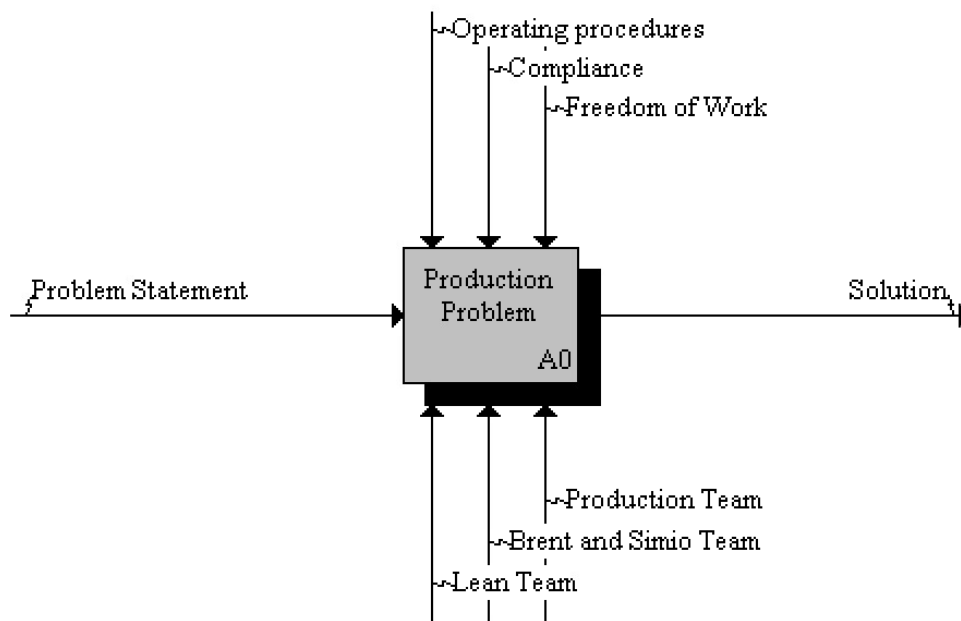 Operating procedures
Compliance
Freedom of Work
Problem Statement
Production
Problem
A0
Solution
Production Team
Brent and Simio Team
Lean Team